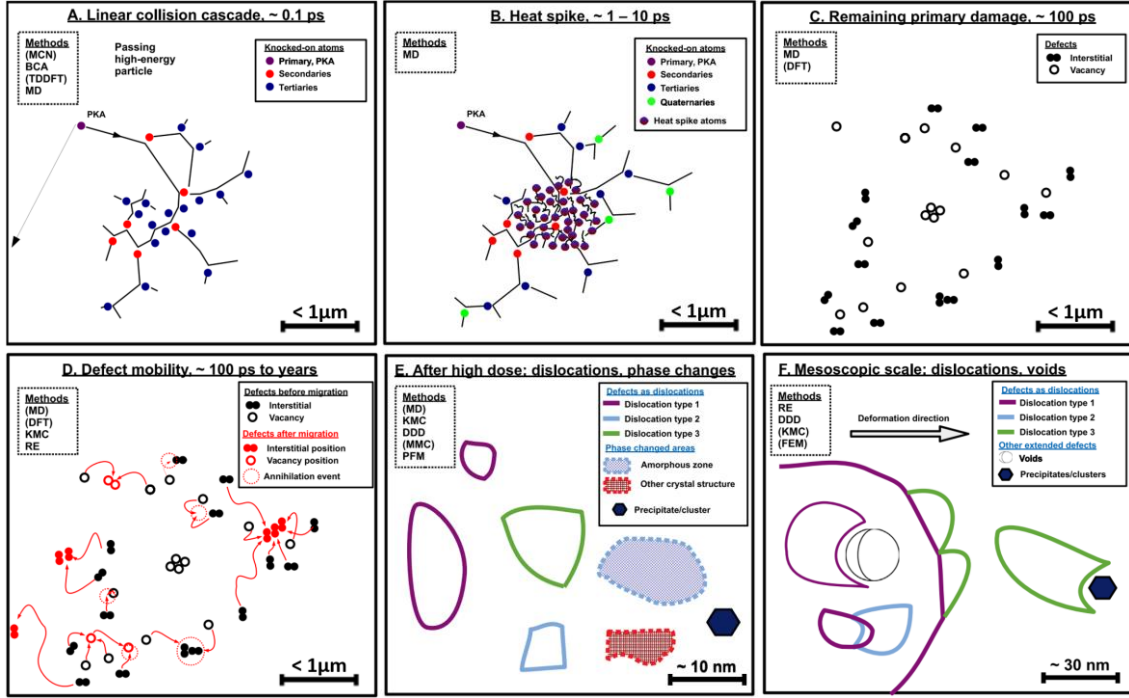 A. Linear collision cascade, ~ 0.1 ps
Methods
(MCN)
BCA
(TDDFT)
MD
Passing
high-energy
particle
Knocked-on atoms
Primary, PKA
Secondaries
Tertiaries
PKA
< 1μm
B. Heat spike, ~ 1 – 10 ps
Methods
MD
Knocked-on atoms
Primary, PKA
Secondaries
Tertiaries
Quaternaries
Heat spike atoms
PKA
< 1μm
C. Remaining primary damage, ~ 100 ps
Methods
MD
(DFT)
Defects
Interstitial
Vacancy
< 1μm
D. Defect mobility, ~ 100 ps to years
Methods
(MD)
(DFT)
KMC
RE
Defects before migration
Interstitial
Vacancy
Defects after migration
Interstitial position
Vacancy position
Annihilation event
< 1μm
E. After high dose: dislocations, phase changes
Methods
(MD)
KMC
DDD
(MMC)
PFM
Defects as dislocations
Dislocation type 1
Dislocation type 2
Dislocation type 3
Phase changed areas
Amorphous zone
Other crystal structure
Precipitate/cluster
~ 10 nm
F. Mesoscopic scale: dislocations, voids
Methods
RE
DDD
(KMC)
(FEM)
Deformation direction
Defects as dislocations
Dislocation type 1
Dislocation type 2
Dislocation type 3
Other extended defects
Voids
Precipitates/clusters
~ 30 nm